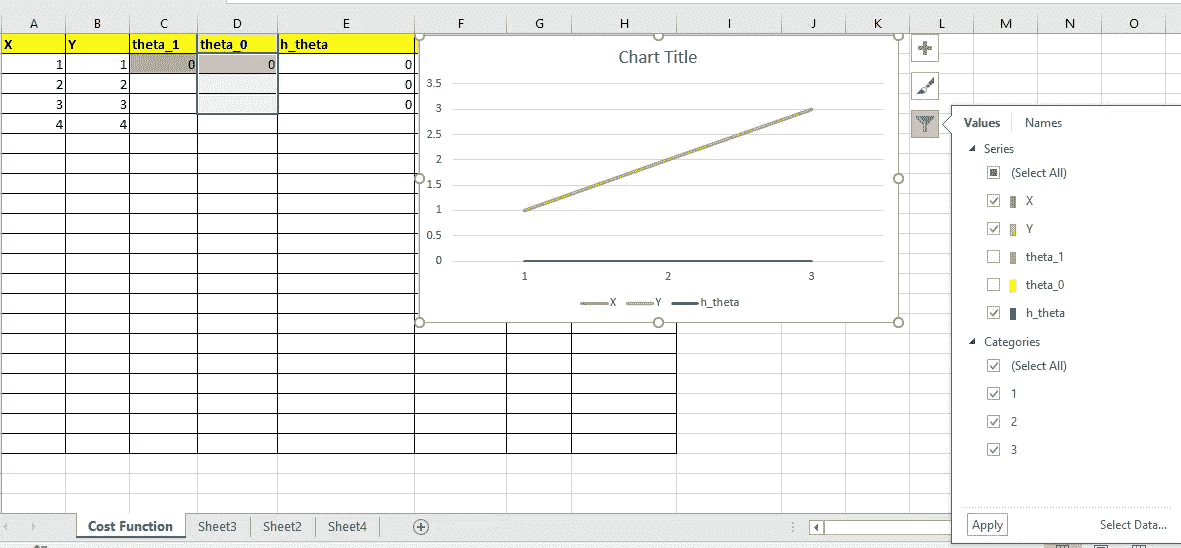 A B C D E F G H I J K L M N O
X Y theta_1 theta_0 h_theta
1 1 0 0 0
2 2 0
3 3 0
4 4
Chart Title
3.5
3
2.5
2
1.5
1
0.5
0
1 2 3
X Y h_theta
Values Names
Series
(Select All)
X
Y
theta_1
theta_0
h_theta
Categories
(Select All)
1
2
3
Apply Select Data...
Cost Function Sheet3 Sheet2 Sheet4